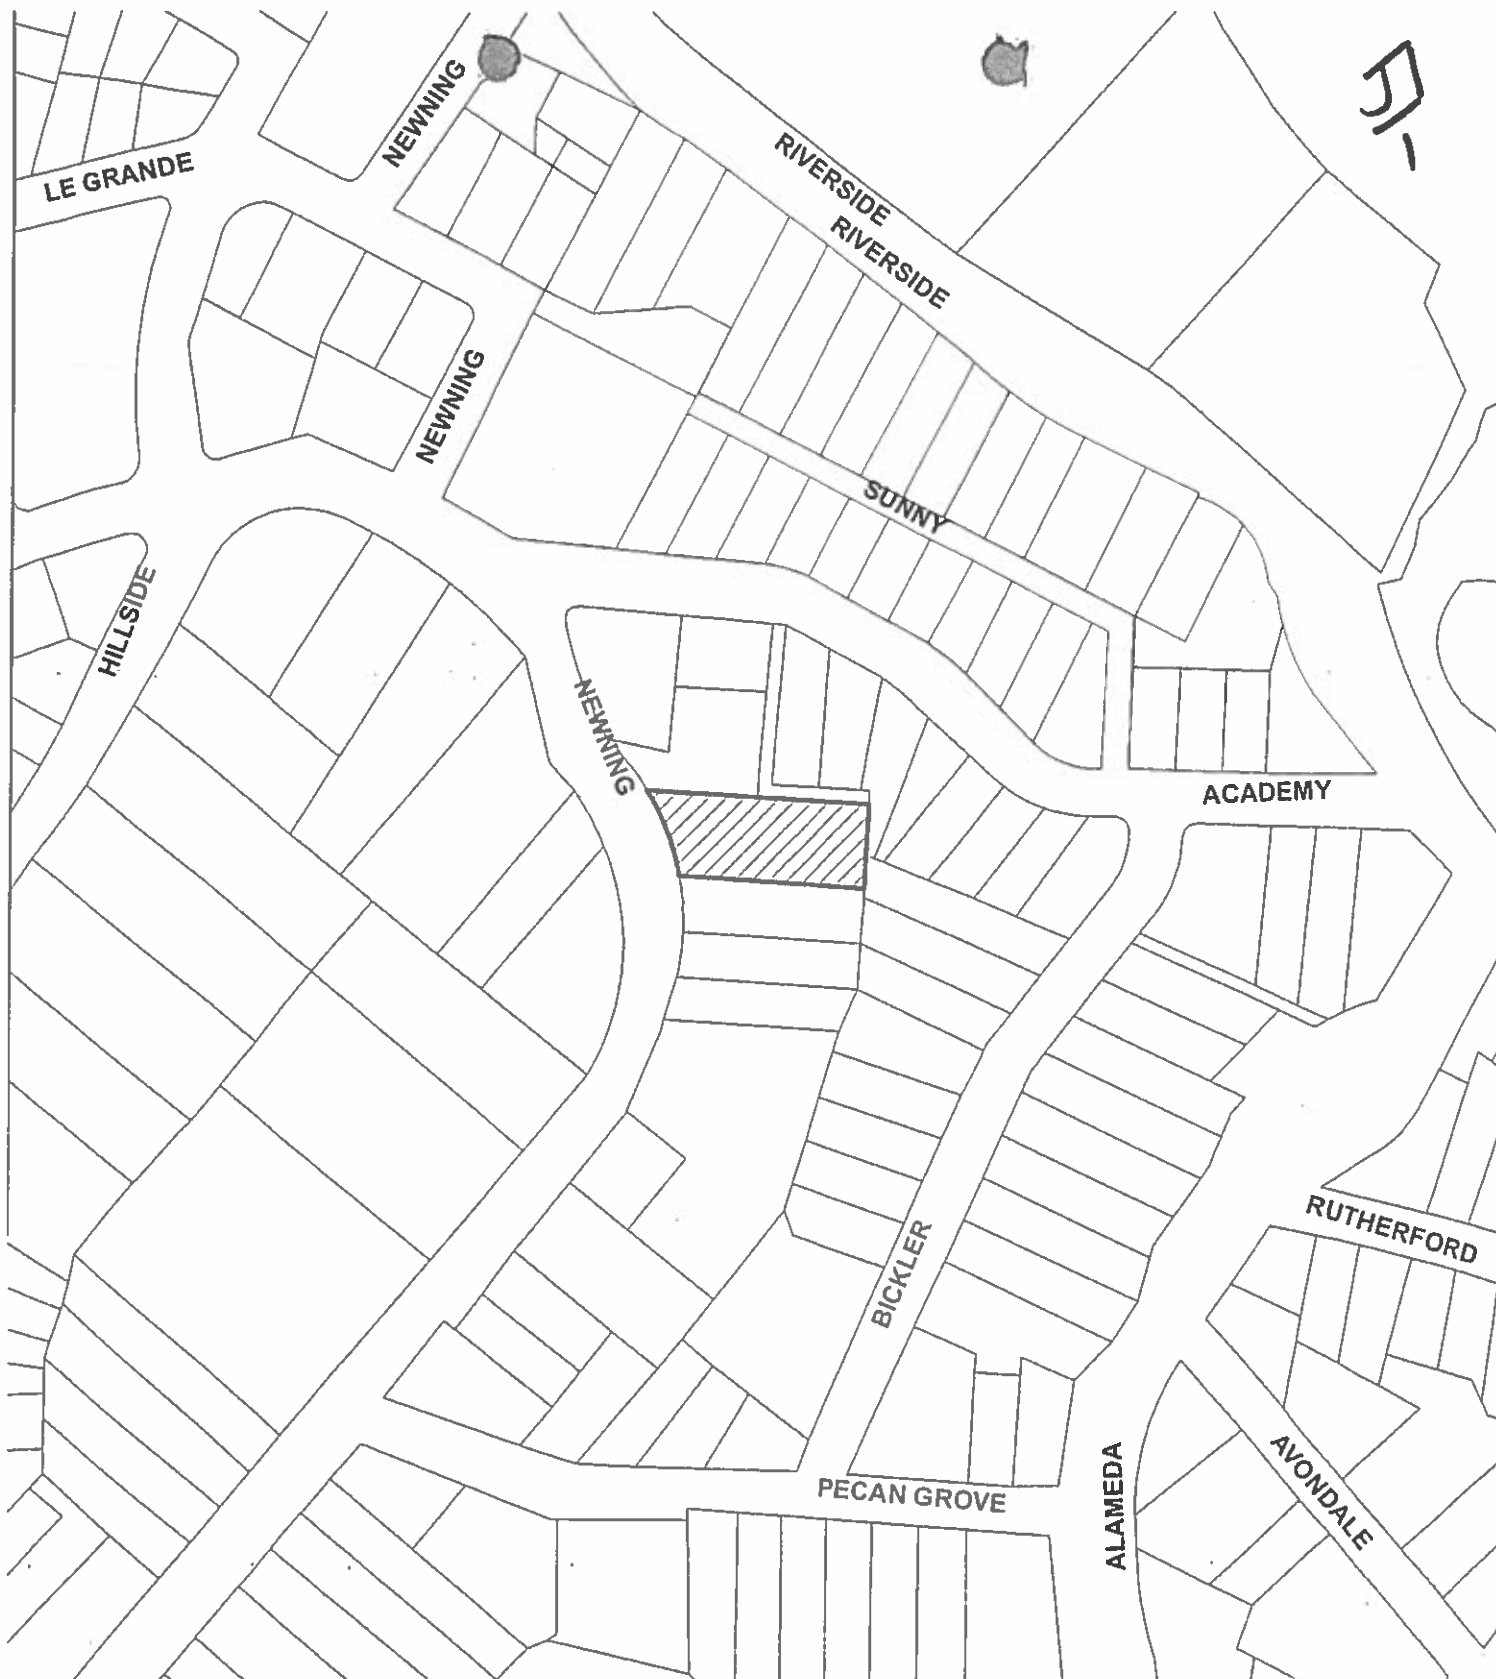 NEWNING
LE GRANDE
RIVERSIDE
RIVERSIDE
NEWNING
SUNNY
HILLSIDE
NEWNING
ACADEMY
RUTHERFORD
BICKLER
AVONDALE
PECAN GROVE
ALAMEDA